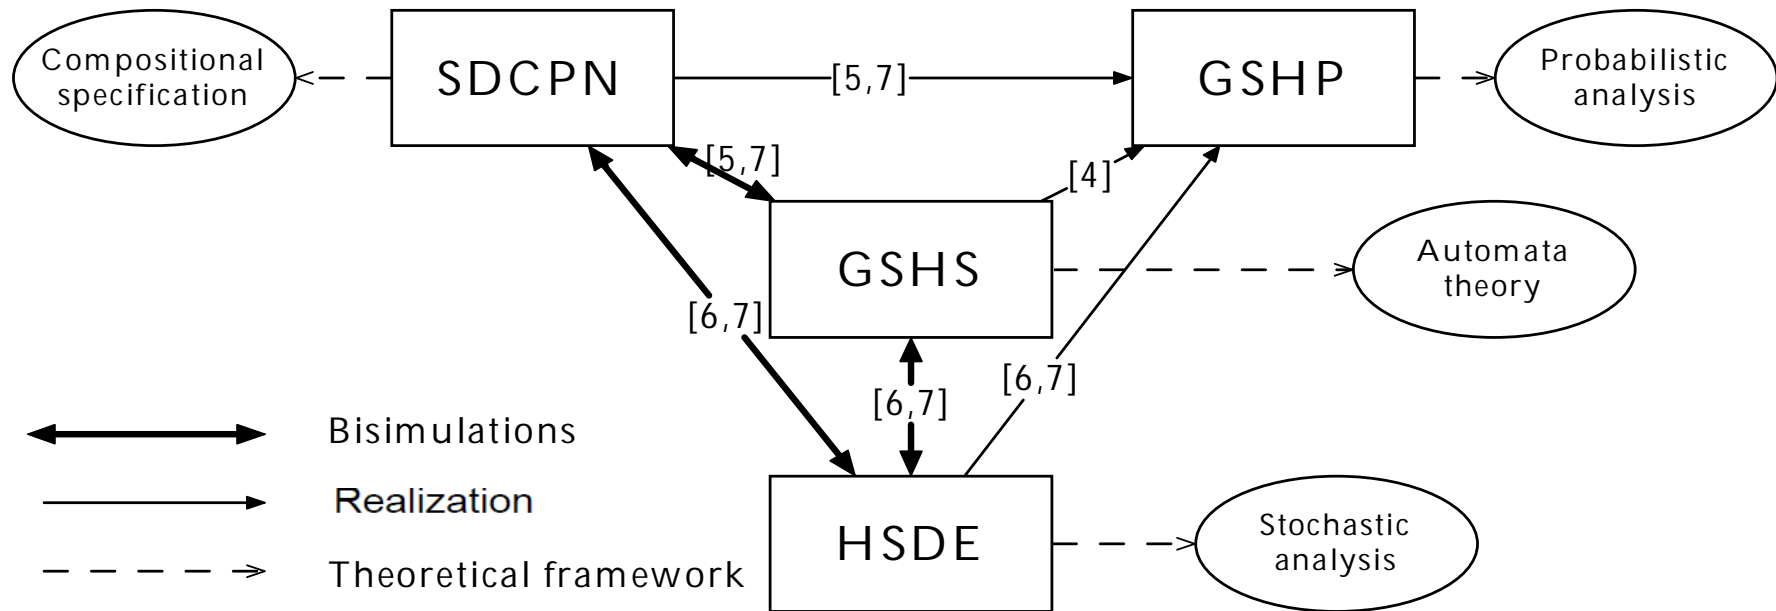 Compositional
specification
SDCPN
[5,7]
GSHP
Probabilistic
analysis
[5,7]
[4]
GSHS
Automata
theory
[6,7]
[6,7]
[6,7]
Bisimulations
Realization
Theoretical framework
HSDE
Stochastic
analysis